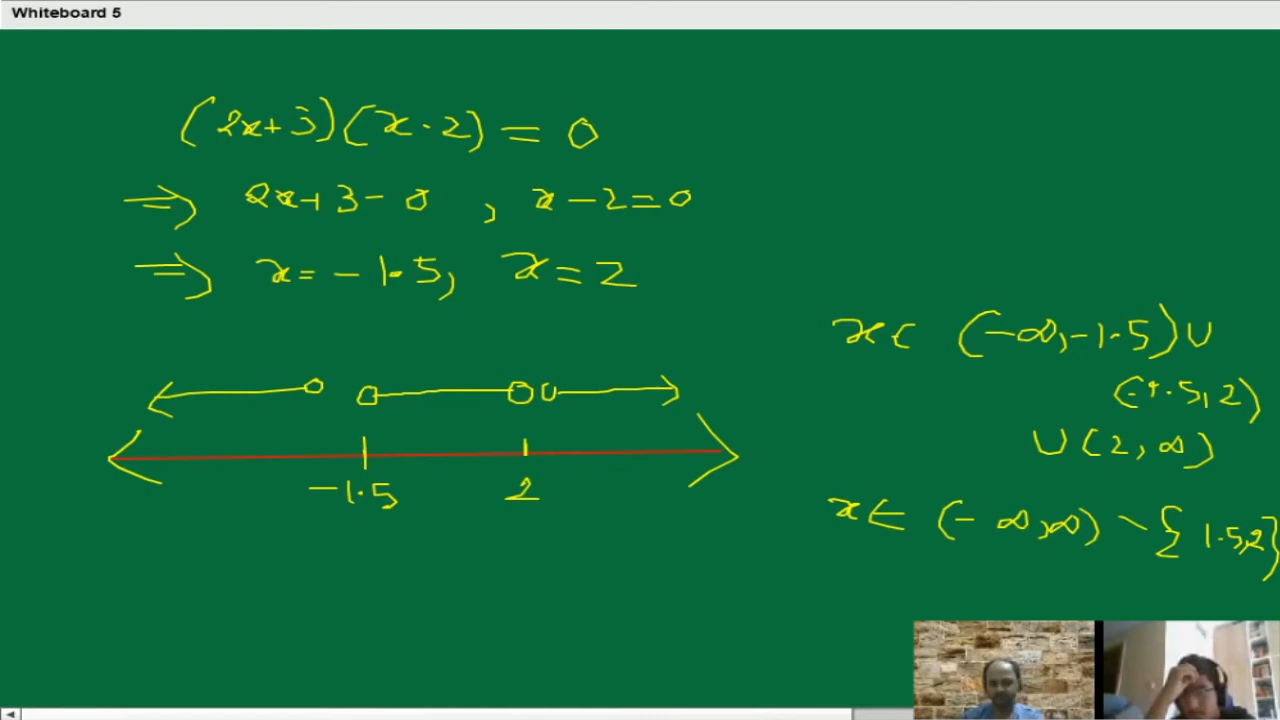 Whiteboard 5
(2x+3)(x-2) = 0
⇒ 2x+3-0 , x-2=0
⇒ x=-1.5, x=2
x∈ (-∞,-1.5)∪
(-1.5,2)
∪(2,∞)
-1.5 2
x∈ (-∞,∞) \ {1.5,2}